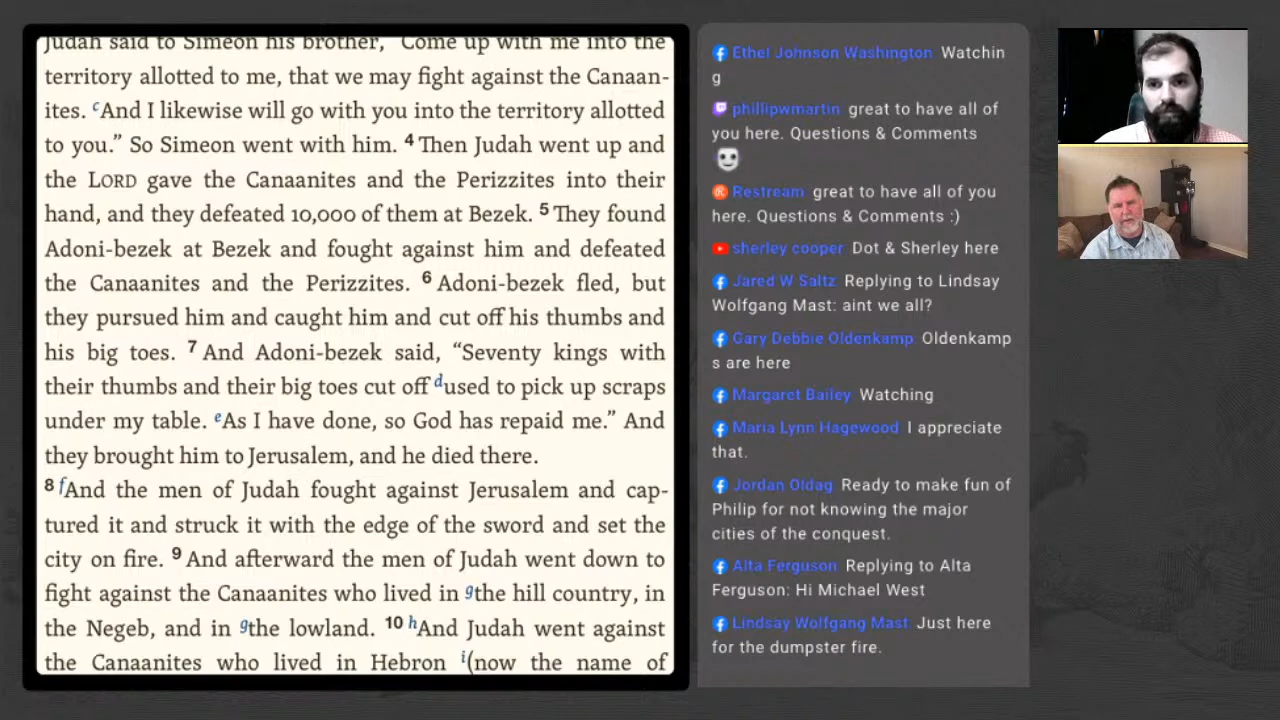 Judah said to Simeon his brother, “Come up with me into the
territory allotted to me, that we may fight against the Canaan-
ites. cAnd I likewise will go with you into the territory allotted
to you.” So Simeon went with him. 4 Then Judah went up and
the LORD gave the Canaanites and the Perizzites into their
hand, and they defeated 10,000 of them at Bezek. 5 They found
Adoni-bezek at Bezek and fought against him and defeated
the Canaanites and the Perizzites. 6 Adoni-bezek fled, but
they pursued him and caught him and cut off his thumbs and
his big toes. 7 And Adoni-bezek said, “Seventy kings with
their thumbs and their big toes cut off dused to pick up scraps
under my table. eAs I have done, so God has repaid me.” And
they brought him to Jerusalem, and he died there.
8 fAnd the men of Judah fought against Jerusalem and cap-
tured it and struck it with the edge of the sword and set the
city on fire. 9 And afterward the men of Judah went down to
fight against the Canaanites who lived in gthe hill country, in
the Negeb, and in gthe lowland. 10 hAnd Judah went against
the Canaanites who lived in Hebron i(now the name of
Ethel Johnson Washington Watchin
g
phillipwmartin great to have all of
you here. Questions & Comments
Restream great to have all of you
here. Questions & Comments :)
sherley cooper Dot & Sherley here
Jared W Saltz Replying to Lindsay
Wolfgang Mast: aint we all?
Gary Debbie Oldenkamp Oldenkamp
s are here
Margaret Bailey Watching
Maria Lynn Hagewood I appreciate
that.
Jordan Oldag Ready to make fun of
Philip for not knowing the major
cities of the conquest.
Alta Ferguson Replying to Alta
Ferguson: Hi Michael West
Lindsay Wolfgang Mast Just here
for the dumpster fire.